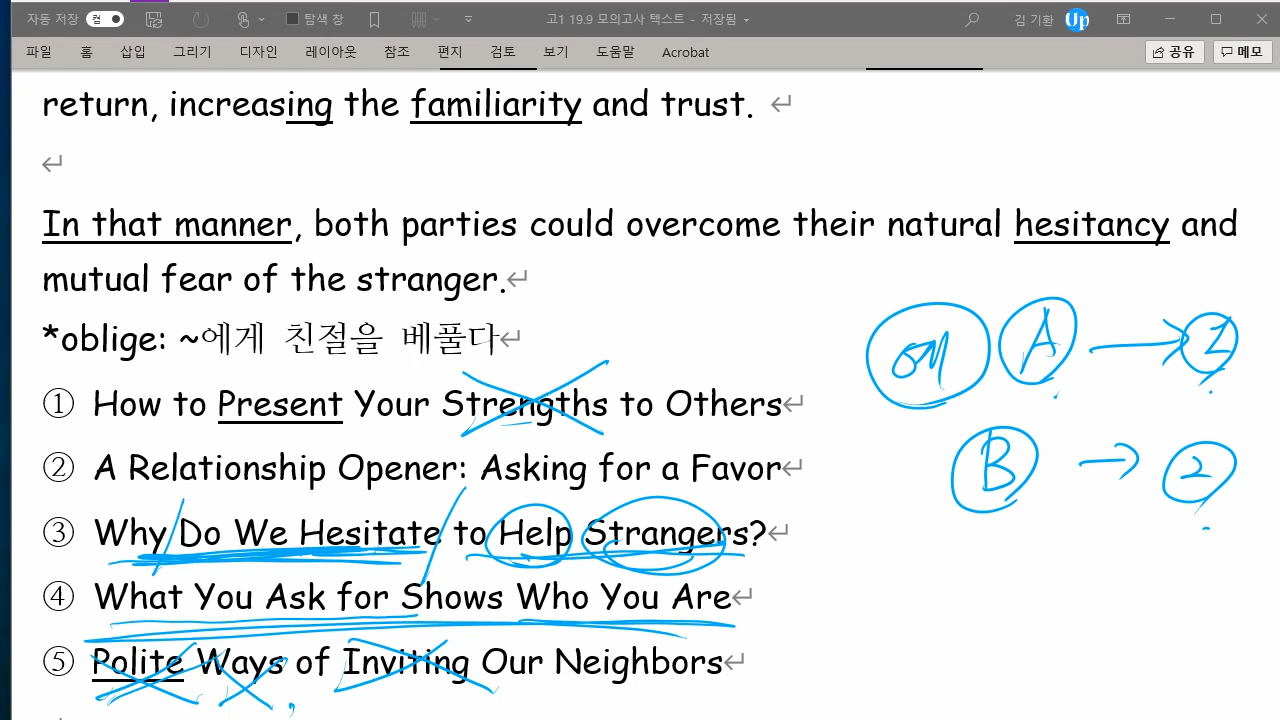 자동 저장 켬 탐색 창 고1 19.9 모의고사 텍스트 - 저장됨 김 기환 Up
파일 홈 삽입 그리기 디자인 레이아웃 참조 편지 검토 보기 도움말 Acrobat 공유 메모
return, increasing the familiarity and trust.
In that manner, both parties could overcome their natural hesitancy and
mutual fear of the stranger.
*oblige: ~에게 친절을 베풀다
A → 1
① How to Present Your Strengths to Others
② A Relationship Opener: Asking for a Favor
B → 2
③ Why Do We Hesitate to Help Strangers?
④ What You Ask for Shows Who You Are
⑤ Polite Ways of Inviting Our Neighbors